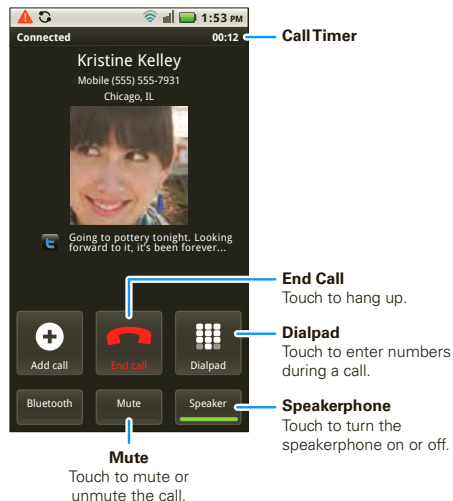 1:53 PM
Connected 00:12
Call Timer
Kristine Kelley
Mobile (555) 555-7931
Chicago, IL
Going to pottery tonight. Looking
forward to it, it's been forever...
End Call
Touch to hang up.
Dialpad
Touch to enter numbers
during a call.
Add call
End call
Dialpad
Speakerphone
Touch to turn the
speakerphone on or off.
Bluetooth
Mute
Speaker
Mute
Touch to mute or
unmute the call.